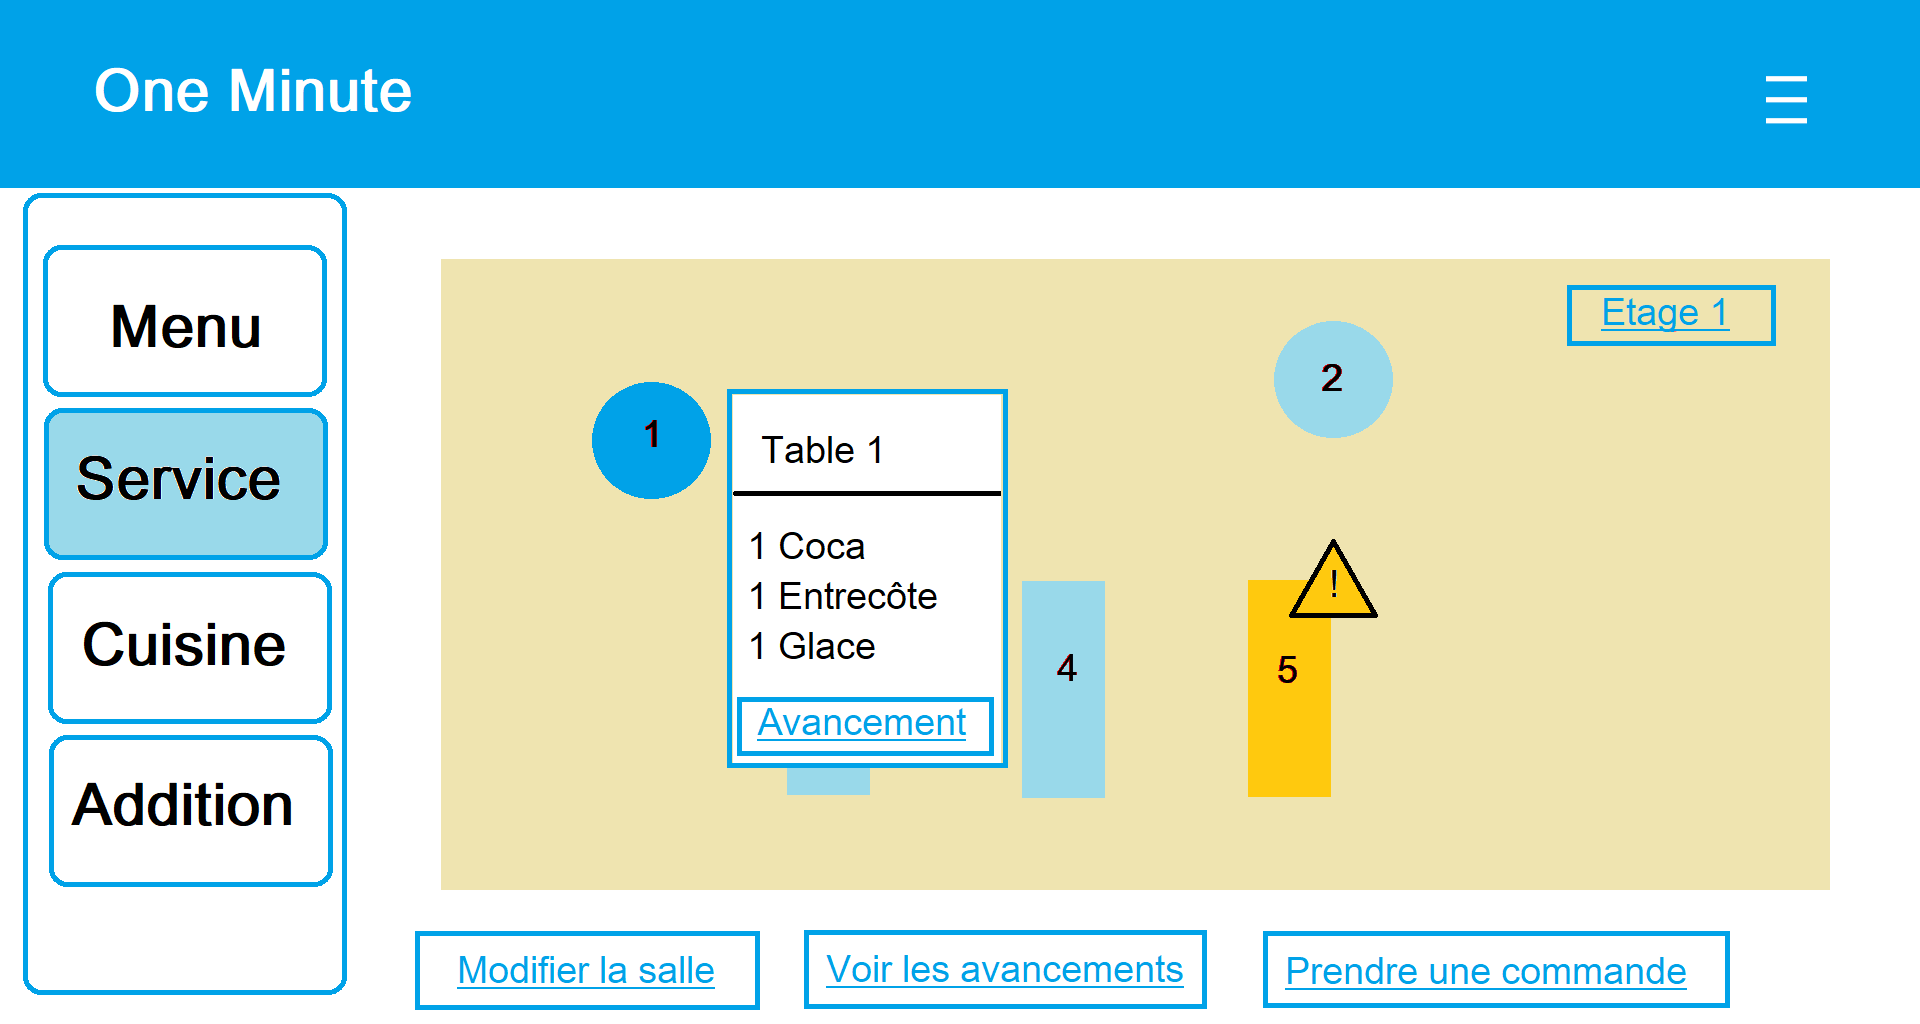 One Minute
Menu
Service
Cuisine
Addition
Etage 1
1
2
Table 1
1 Coca
1 Entrecôte
1 Glace
Avancement
4
!
5
Modifier la salle
Voir les avancements
Prendre une commande